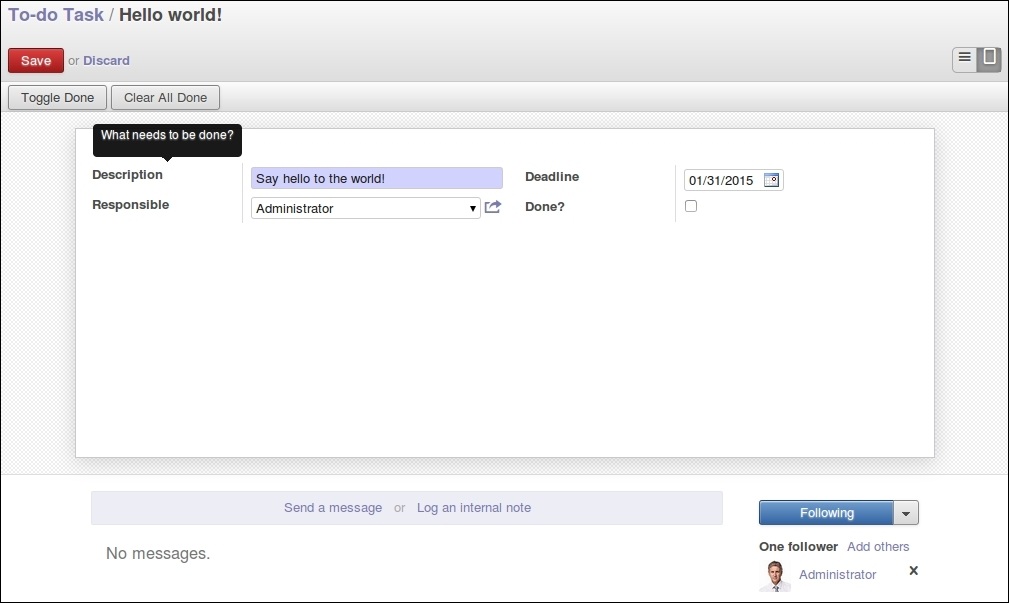 To-do Task / Hello world!
Save or Discard
Toggle Done Clear All Done
What needs to be done?
Description Say hello to the world! Deadline 01/31/2015
Responsible Administrator Done?
Send a message or Log an internal note
Following
No messages.
One follower Add others
Administrator x